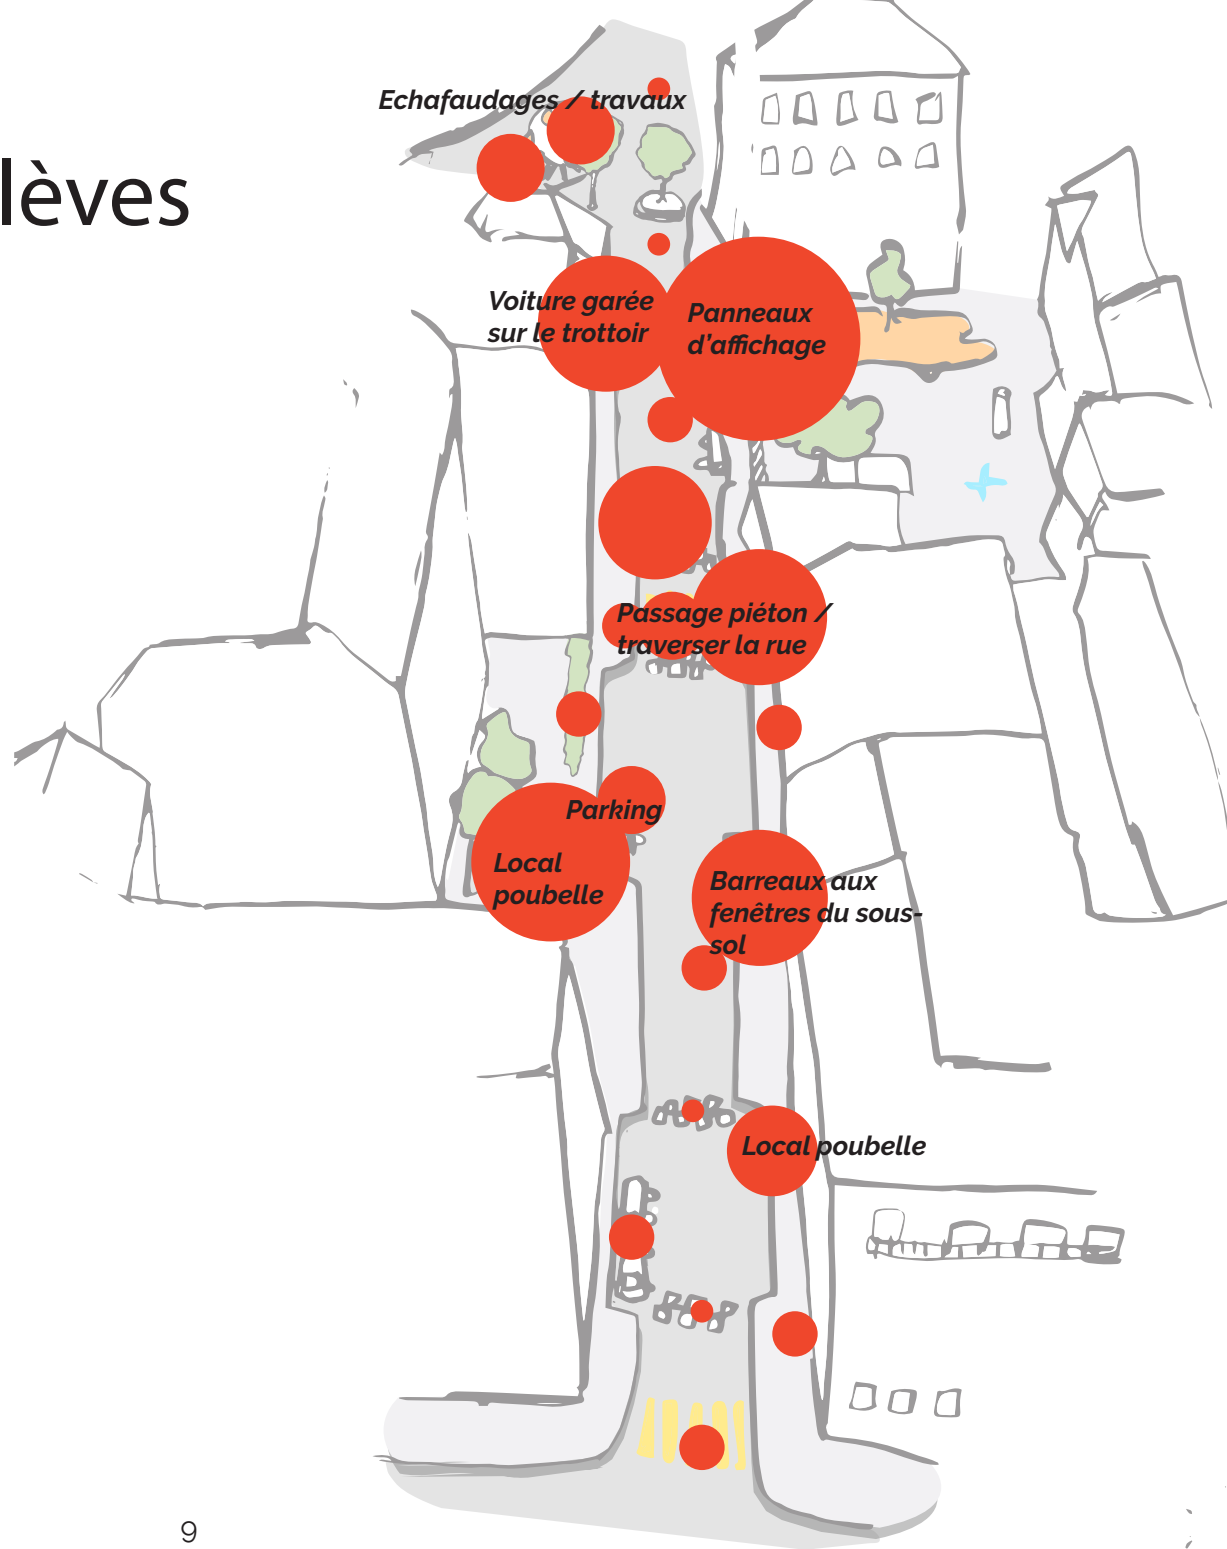 Echafaudages / travaux
lèves
Voiture garée
sur le trottoir
Panneaux
d'affichage
Passage piéton /
traverser la rue
Parking
Local
poubelle
Barreaux aux
fenêtres du sous-
sol
Local poubelle
9